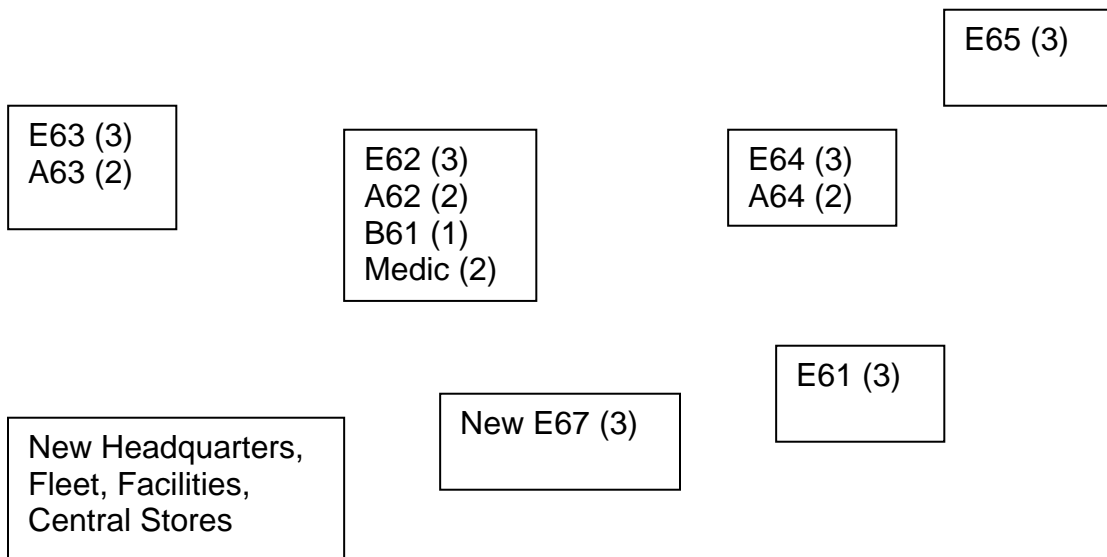 E65 (3)
E63 (3)
A63 (2)
E62 (3)
A62 (2)
B61 (1)
Medic (2)
E64 (3)
A64 (2)
E61 (3)
New E67 (3)
New Headquarters,
Fleet, Facilities,
Central Stores